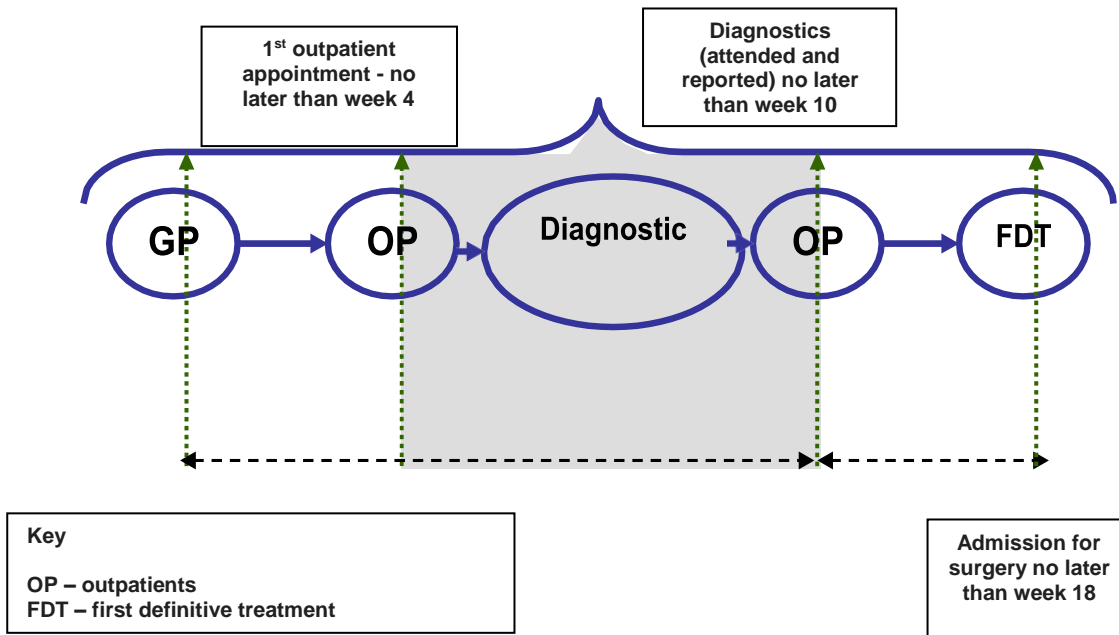 1st outpatient
appointment - no
later than week 4
Diagnostics
(attended and
reported) no later
than week 10
GP
OP
Diagnostic
OP
FDT
Key
OP – outpatients
FDT – first definitive treatment
Admission for
surgery no later
than week 18